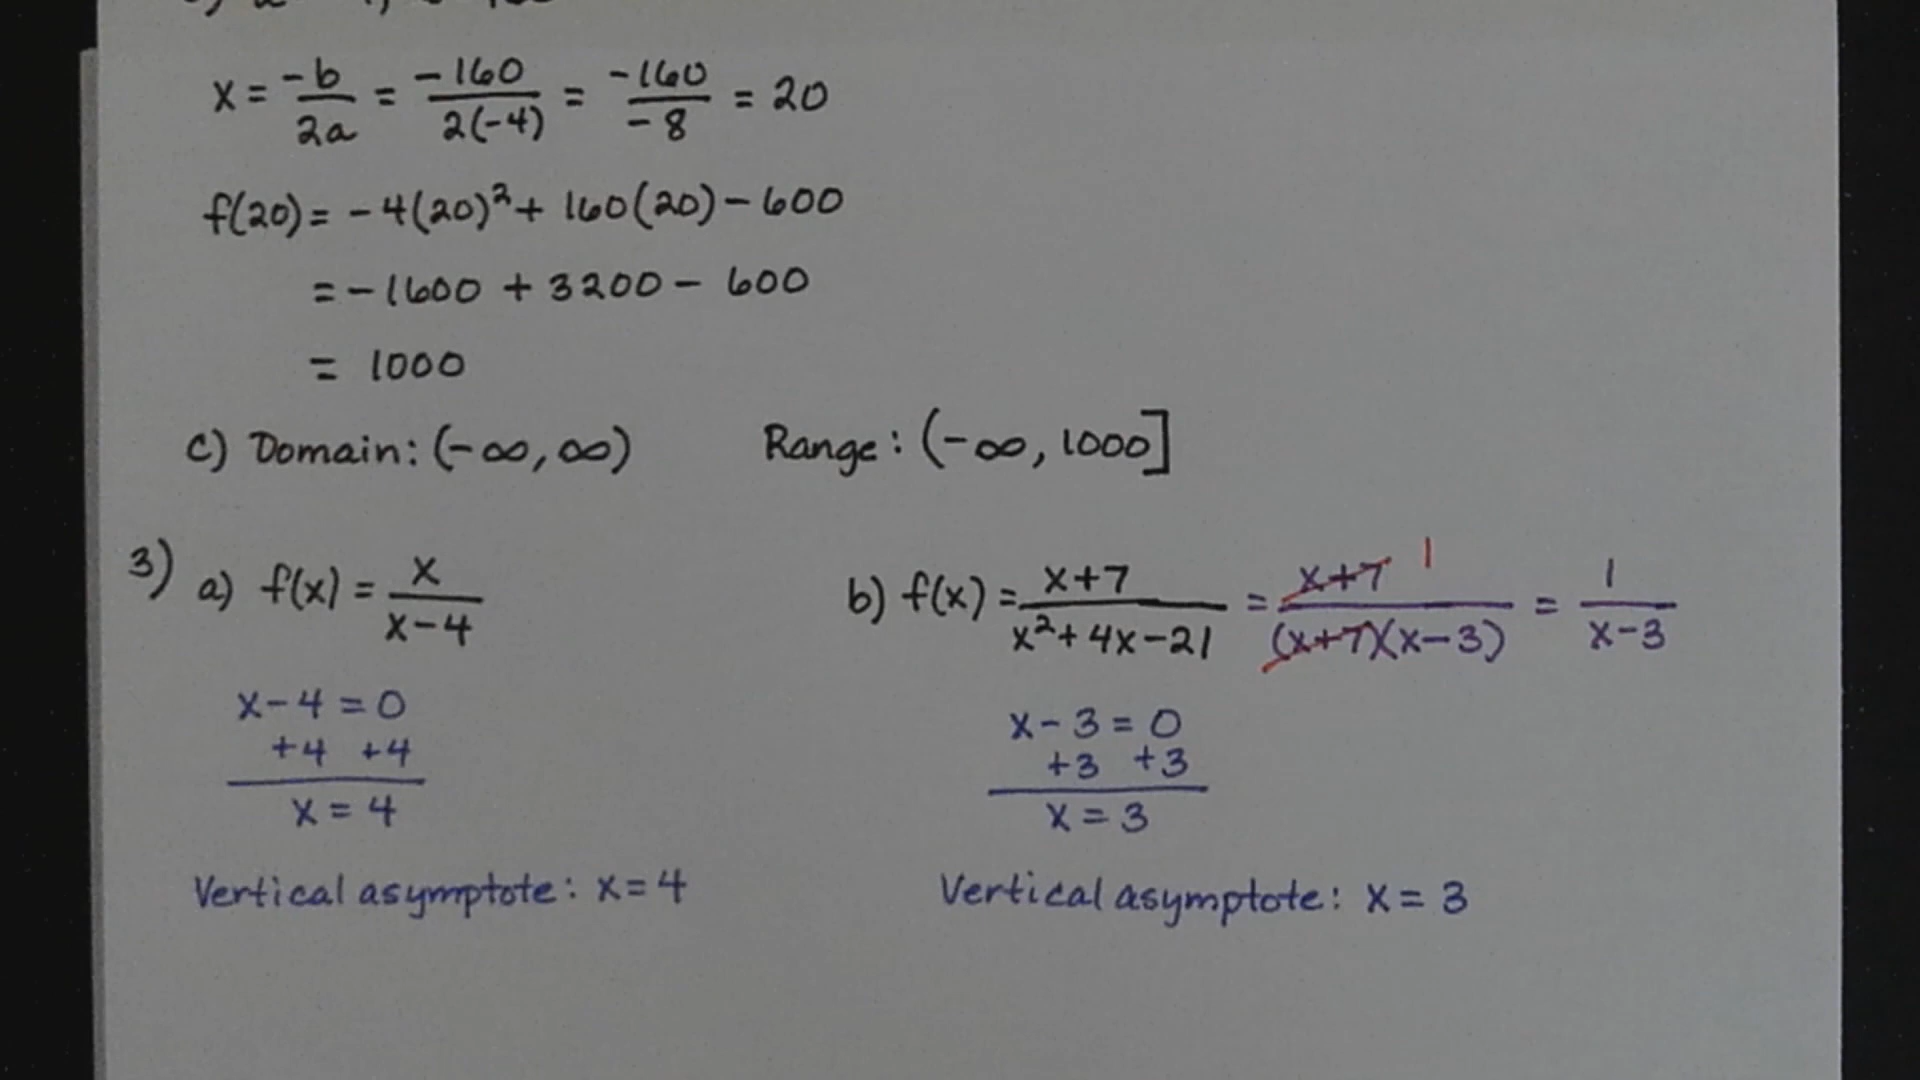 x = -b/2a = -160/2(-4) = -160/-8 = 20
f(20) = -4(20)² + 160(20) - 600
= -1600 + 3200 - 600
= 1000
c) Domain: (-∞, ∞) Range: (-∞, 1000]
3) a) f(x) = x/x-4
x - 4 = 0
+4 +4
x = 4
Vertical asymptote: x = 4
b) f(x) = x+7/x²+4x-21 = x+7 1/(x+7)(x-3) = 1/x-3
x - 3 = 0
+3 +3
x = 3
Vertical asymptote: x = 3